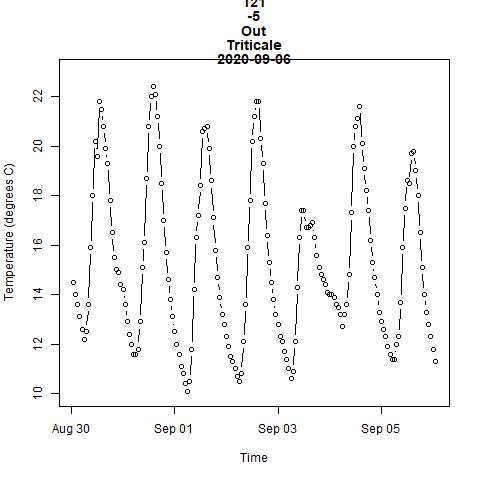 121
-5
Out
Triticale
2020-09-06
Temperature (degrees C)
22
20
18
16
14
12
10
Aug 30
Sep 01
Sep 03
Sep 05
Time